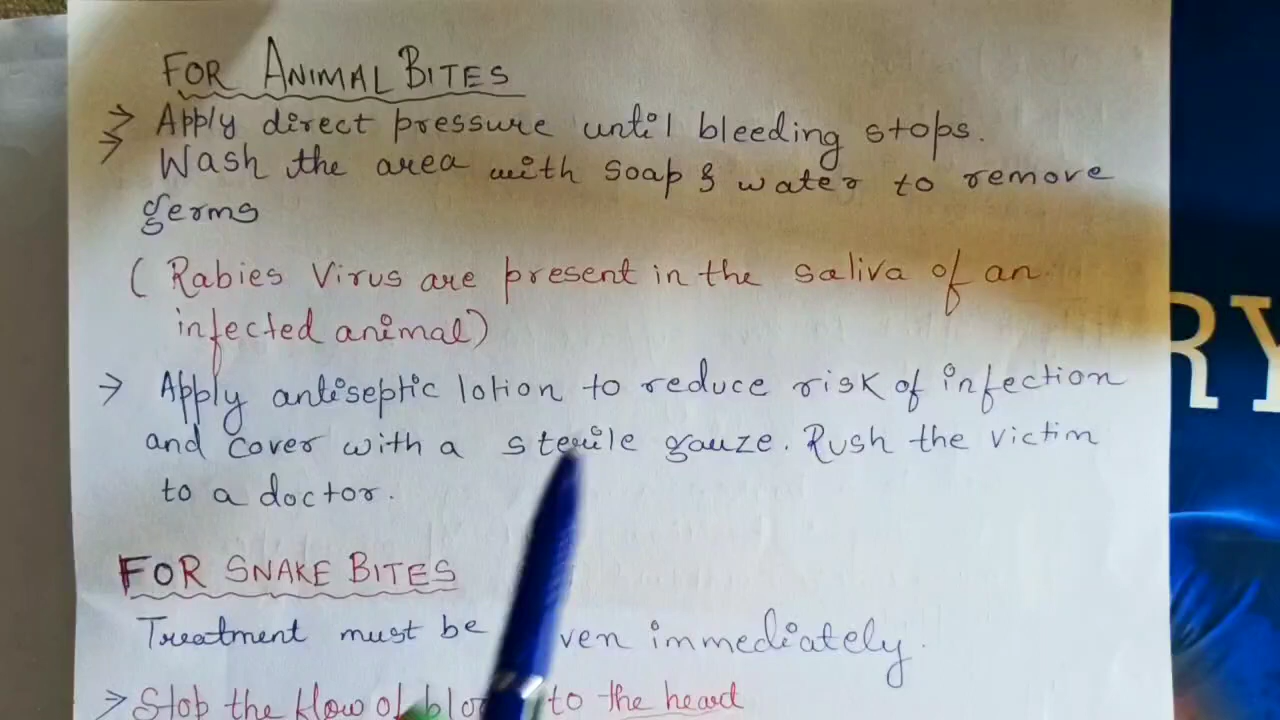 FOR ANIMAL BITES
→ Apply direct pressure until bleeding stops.
→ Wash the area with soap & water to remove
germs
( Rabies Virus are present in the saliva of an
infected animal)
→ Apply antiseptic lotion to reduce risk of infection
and cover with a sterile gauze. Rush the victim
to a doctor.
FOR SNAKE BITES
Treatment must be ven immediately.
→ Stop the flow of blo to the heart
RY